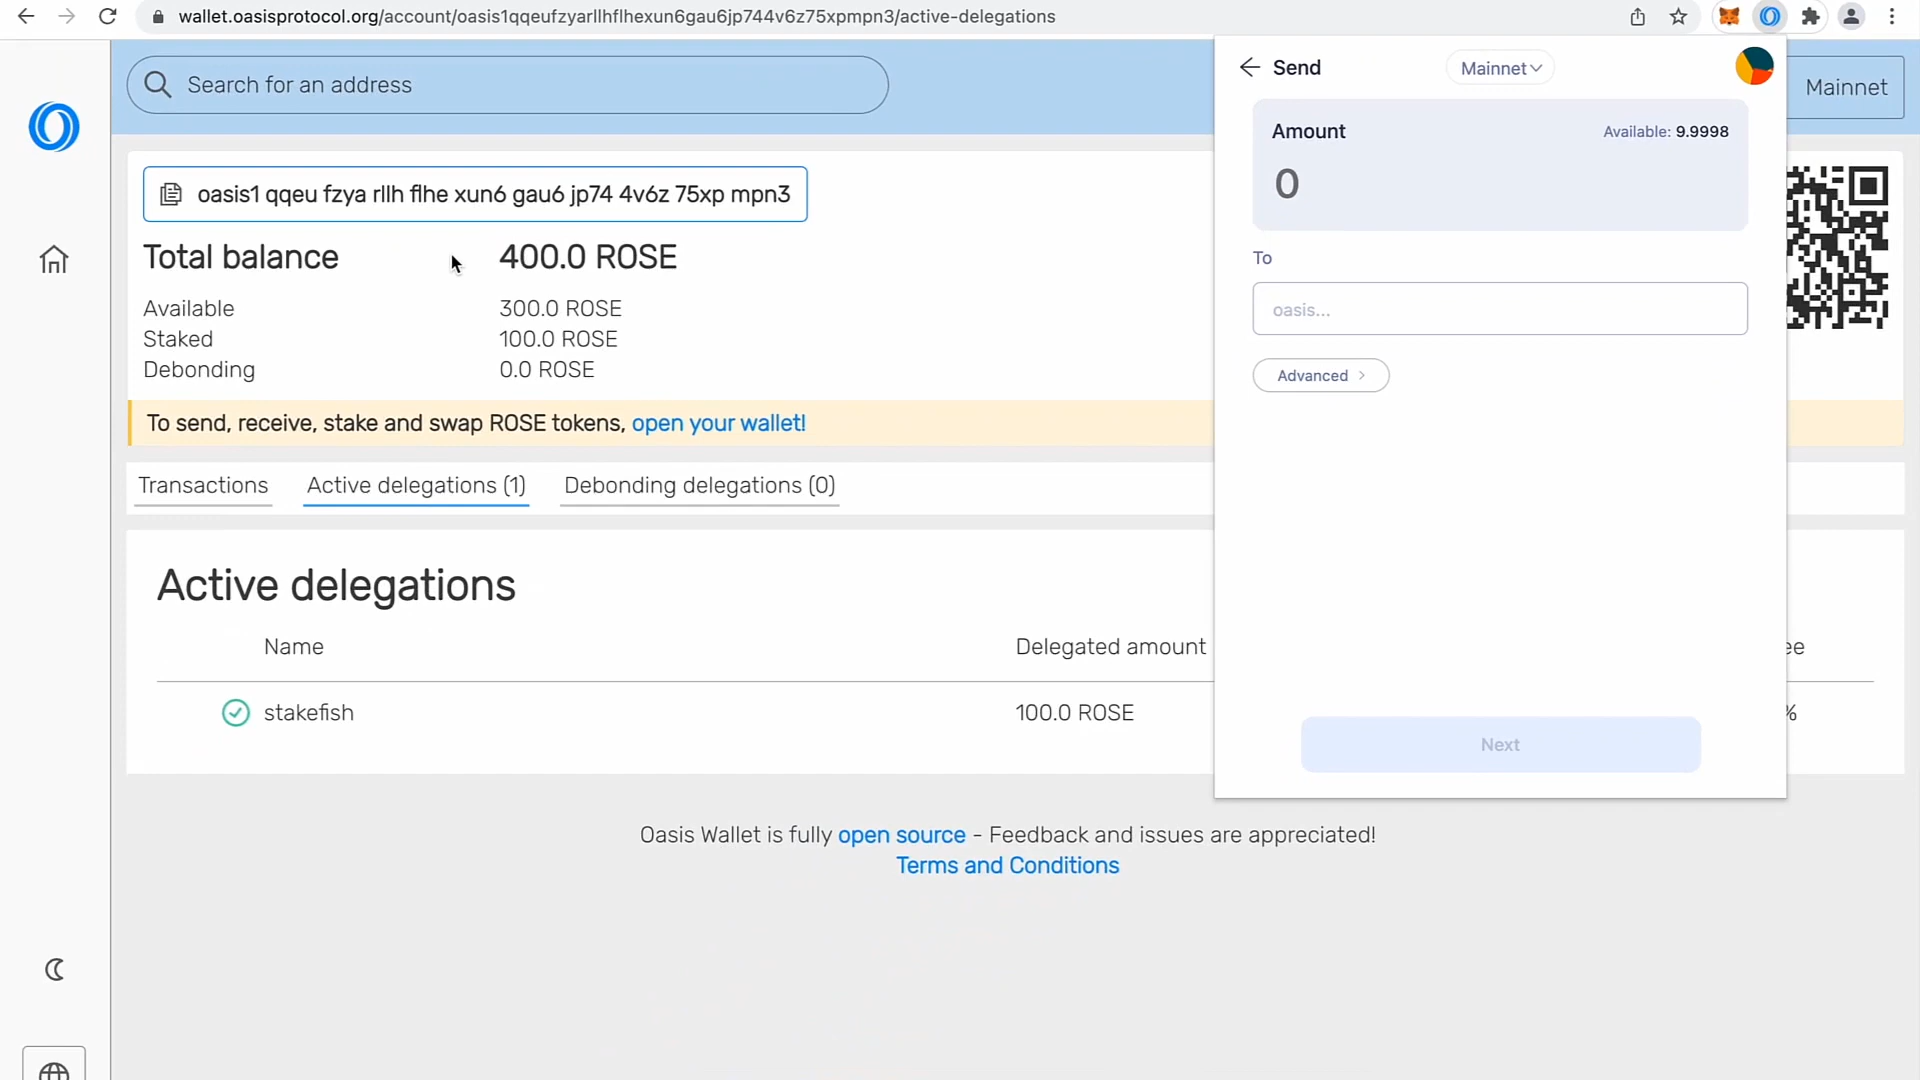 wallet.oasisprotocol.org/account/oasis1qqeufzyarllhflhexun6gau6jp744v6z75xpmpn3/active-delegations
Search for an address
Mainnet
oasis1 qqeu fzya rllh flhe xun6 gau6 jp74 4v6z 75xp mpn3
Total balance 400.0 ROSE
Available 300.0 ROSE
Staked 100.0 ROSE
Debonding 0.0 ROSE
To send, receive, stake and swap ROSE tokens, open your wallet!
Transactions Active delegations (1) Debonding delegations (0)
Active delegations
Name Delegated amount ee
stakefish 100.0 ROSE %
Oasis Wallet is fully open source - Feedback and issues are appreciated!
Terms and Conditions
Send Mainnet
Amount Available: 9.9998
0
To
oasis...
Advanced >
Next